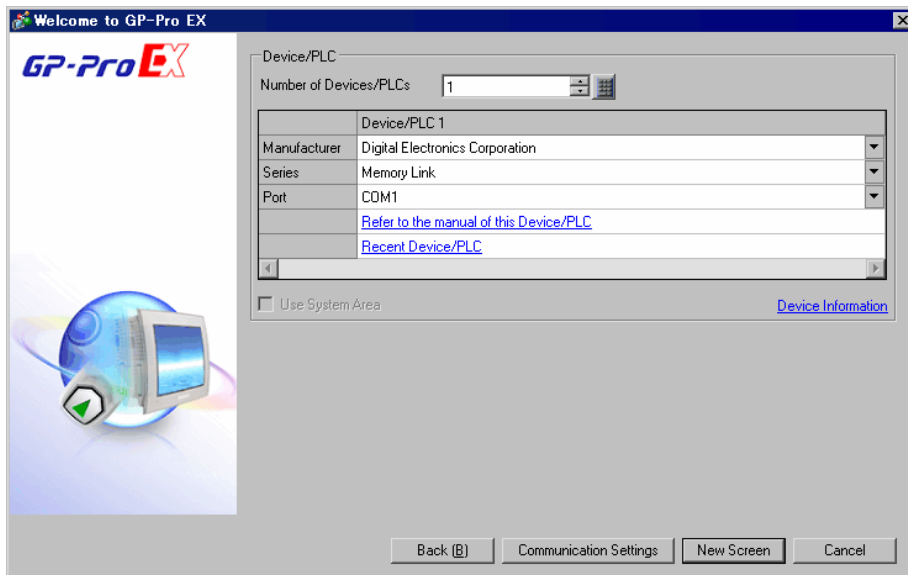 Welcome to GP-Pro EX
GP-Pro EX
Device/PLC
Number of Devices/PLCs 1
Device/PLC 1
Manufacturer Digital Electronics Corporation
Series Memory Link
Port COM1
Refer to the manual of this Device/PLC
Recent Device/PLC
Use System Area Device Information
Back (B) Communication Settings New Screen Cancel